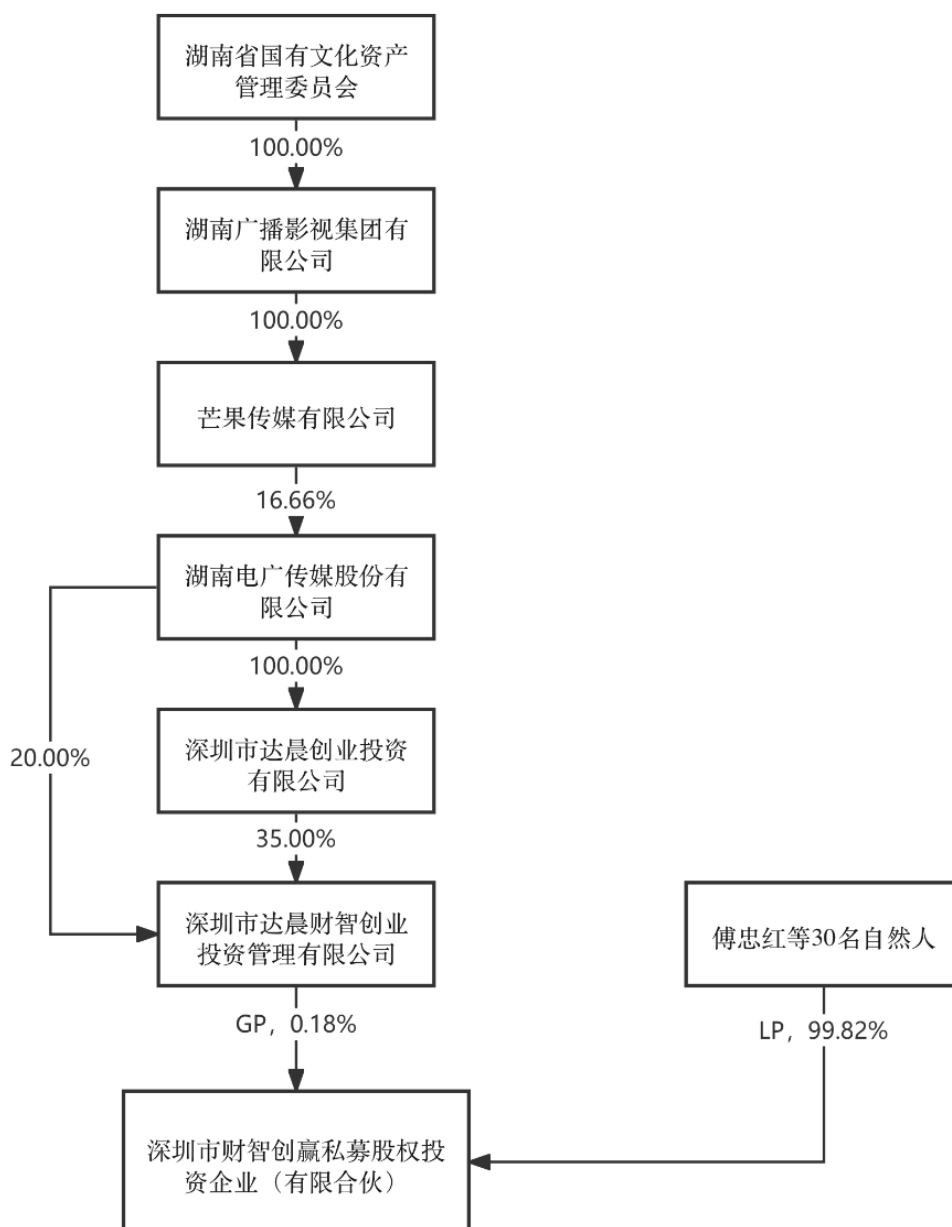 湖南省国有文化资产
管理委员会
100.00%
湖南广播影视集团有
限公司
100.00%
芒果传媒有限公司
16.66%
湖南电广传媒股份有
限公司
100.00%
20.00%
深圳市达晨创业投资
有限公司
35.00%
深圳市达晨财智创业
投资管理有限公司
傅忠红等30名自然人
GP，0.18%
LP，99.82%
深圳市财智创赢私募股权投
资企业（有限合伙）